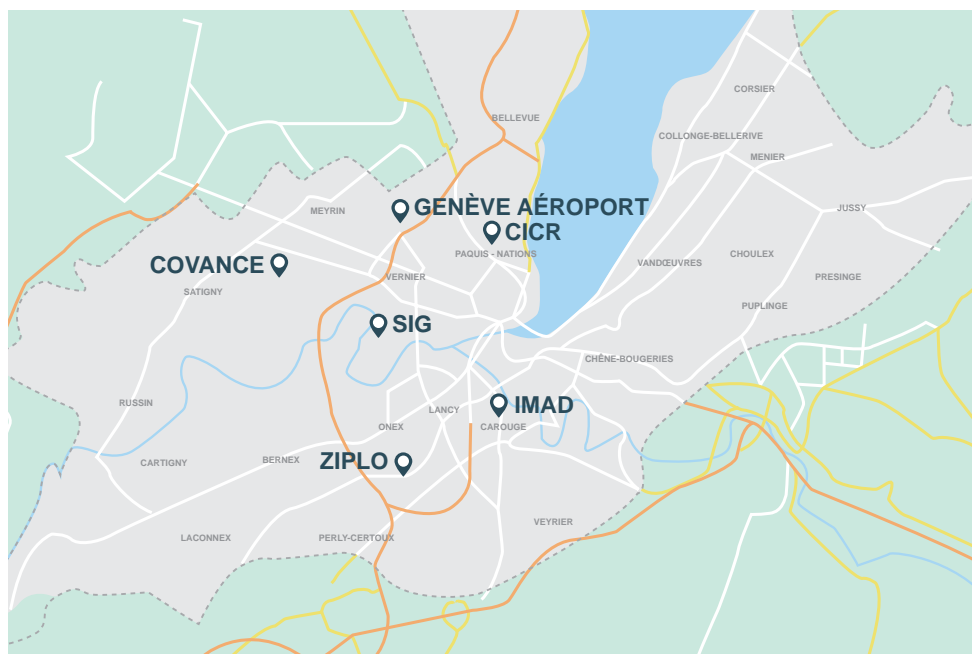 CORSIER
BELLEVUE
COLLONGE-BELLERIVE
MENIER
GENÈVE AÉROPORT
MEYRIN
JUSSY
CICR
PAQUIS - NATIONS
COVANCE
VERNIER
VANDŒUVRES
CHOULEX
PRESINGE
SATIGNY
PUPLINGE
SIG
CHÊNE-BOUGERIES
RUSSIN
LANCY
IMAD
ONEX
CAROUGE
CARTIGNY
BERNEX
ZIPLO
VEYRIER
LACONNEX
PERLY-CERTOUX